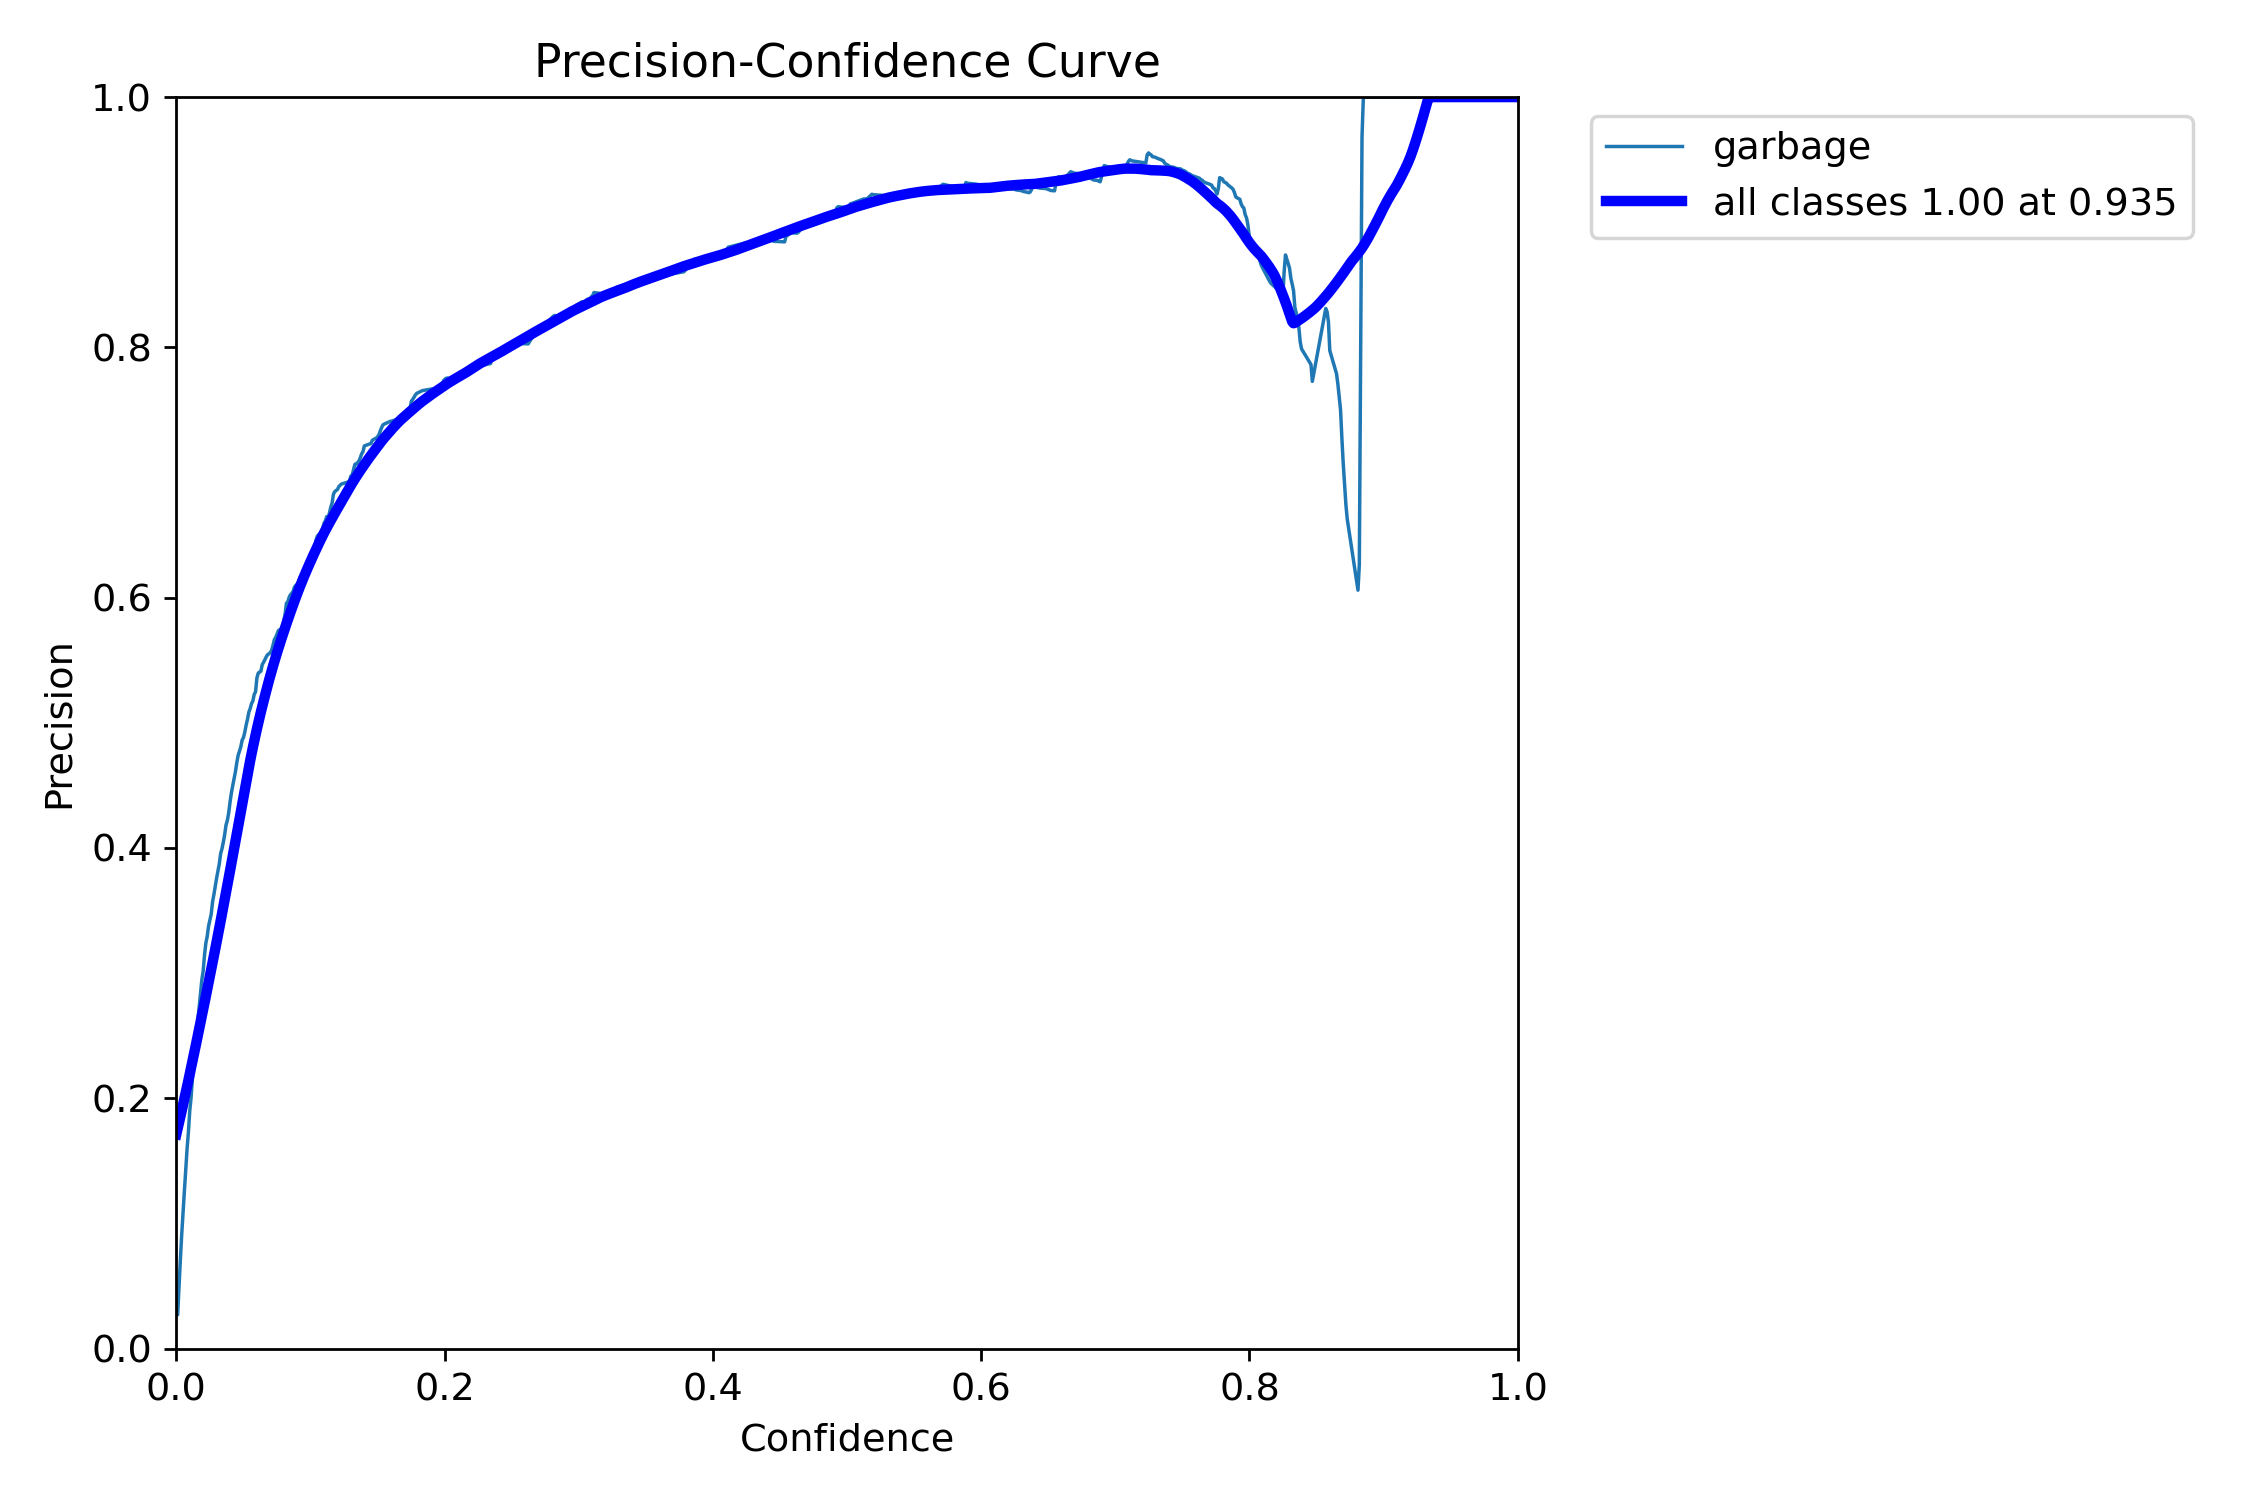 Precision-Confidence Curve
1.0
0.8
0.6
0.4
0.2
0.0
Precision
0.0 0.2 0.4 0.6 0.8 1.0
Confidence
garbage
all classes 1.00 at 0.935